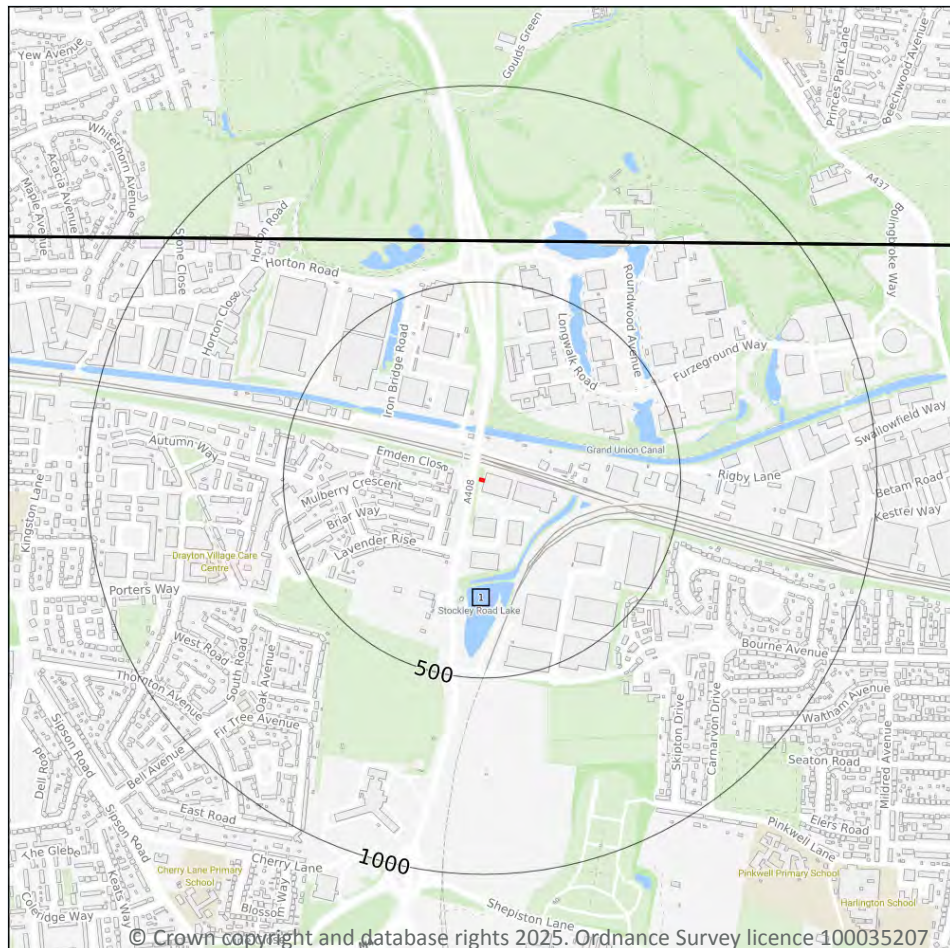 Yew Avenue
Goulds Green
Princes Park Lane
Beechwood Avenue
Whitethorn Avenue
Acacia Avenue
Maple Avenue
A437
Bolingbroke Way
Horton Road
Stone Close
Horton Road
Horton Close
Iron Bridge Road
Longwalk Road
Roundwood Avenue
Furzeground Way
Swallowfield Way
Autumn Way
Emden Close
Grand Union Canal
Rigby Lane
Betam Road
Kestrel Way
Mulberry Crescent
A408
Kingston Lane
Briar Way
Lavender Rise
Drayton Village Care
Centre
Porters Way
1
Stockley Road Lake
West Road
South Road
Bourne Avenue
Thornton Avenue
Oak Avenue
500
Waltham Avenue
Fir Tree Avenue
Skipton Drive
Carnarvon Drive
Sipson Road
Bell Avenue
Dell Road
Seaton Road
Mildred Avenue
East Road
Sipson Road
Elers Road
Pinkwell Lane
The Glebe
Cherry Lane
1000
Cherry Lane Primary
School
Pinkwell Primary School
Keats Way
Harlington School
Coleridge Way
Shepiston Lane
© Crown copyright and database rights 2025. Ordnance Survey licence 100035207